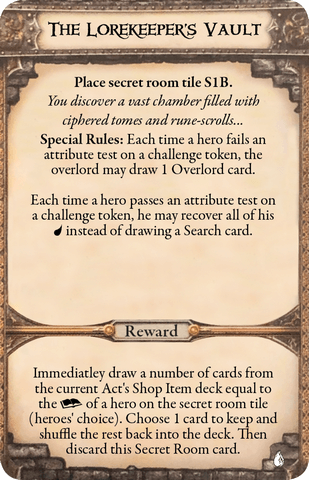 The Lorekeeper's Vault
Place secret room tile S1B.
You discover a vast chamber filled with
ciphered tomes and rune-scrolls...
Special Rules: Each time a hero fails an
attribute test on a challenge token, the
overlord may draw 1 Overlord card.
Each time a hero passes an attribute test on
a challenge token, he may recover all of his
instead of drawing a Search card.
Reward
Immediatley draw a number of cards from
the current Act's Shop Item deck equal to
the of a hero on the secret room tile
(heroes' choice). Choose 1 card to keep and
shuffle the rest back into the deck. Then
discard this Secret Room card.